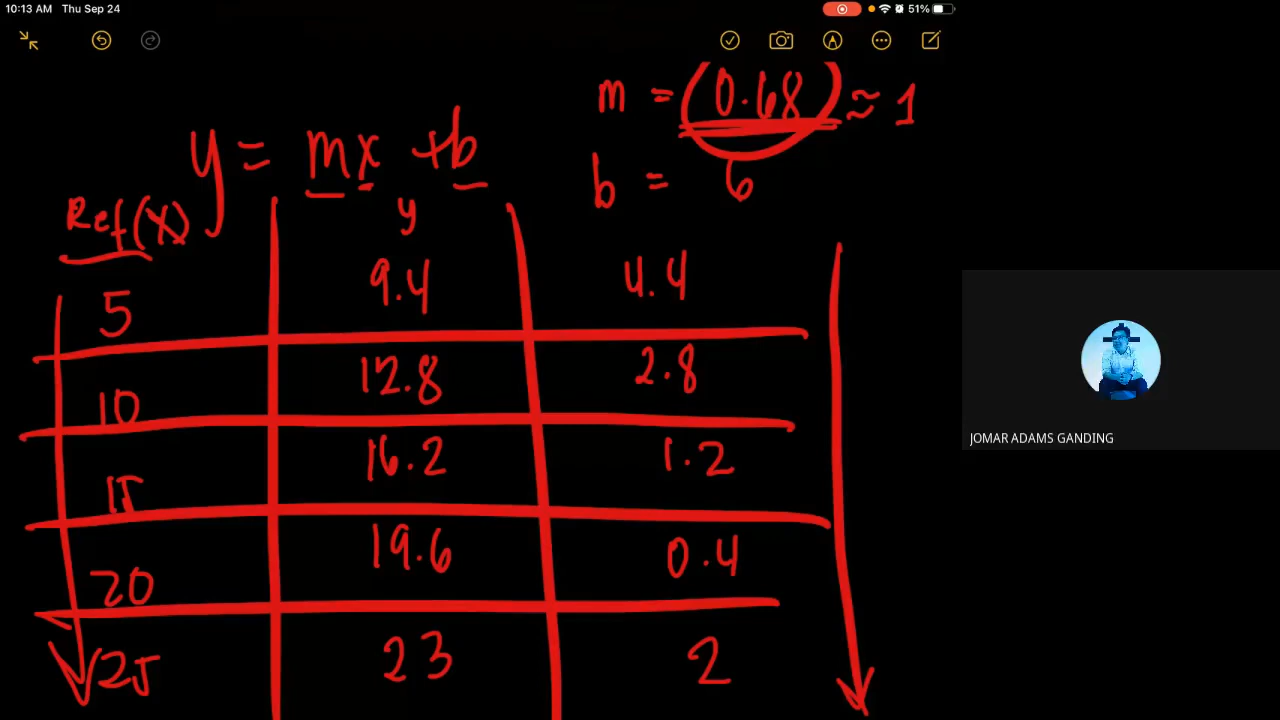 10:13 AM Thu Sep 24 51%
m = (0.68) ≈ 1
y = mx + b
b = 6
Ref(x) y
5 9.4 4.4
10 12.8 2.8
15 16.2 1.2
20 19.6 0.4
25 23 2
JOMAR ADAMS GANDING